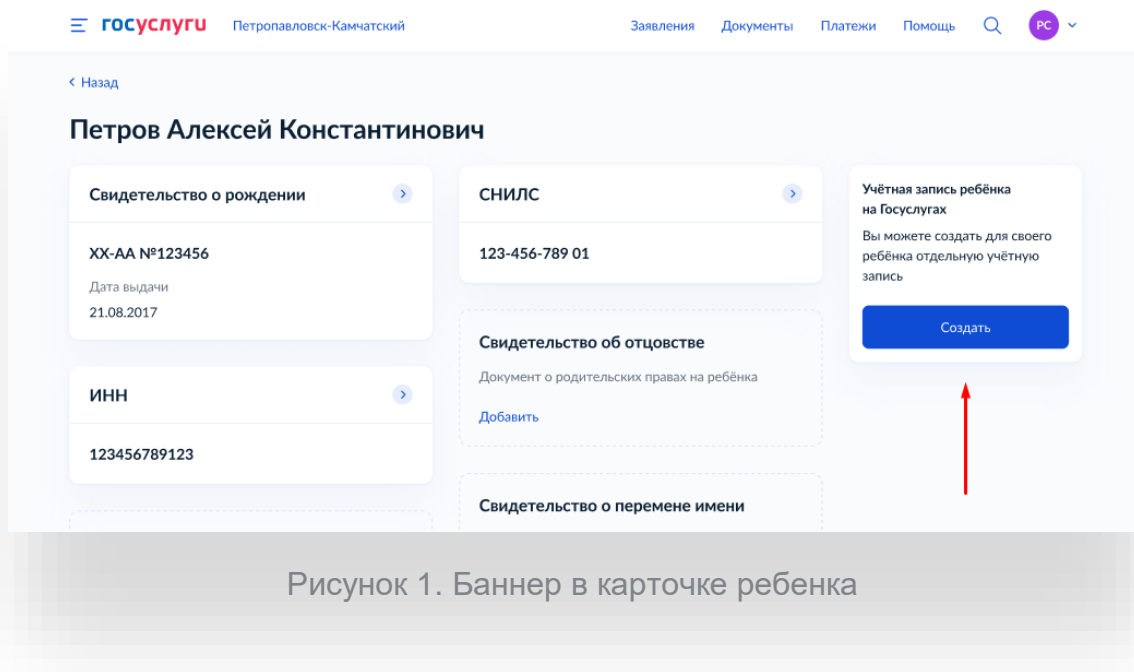 госуслуги Петропавловск-Камчатский Заявления Документы Платежи Помощь РС
Назад
Петров Алексей Константинович
Свидетельство о рождении
ХХ-АА №123456
Дата выдачи
21.08.2017
ИНН
123456789123
СНИЛС
123-456-789 01
Свидетельство об отцовстве
Документ о родительских правах на ребёнка
Добавить
Свидетельство о перемене имени
Учётная запись ребёнка
на Госуслугах
Вы можете создать для своего
ребёнка отдельную учётную
запись
Создать
Рисунок 1. Баннер в карточке ребенка